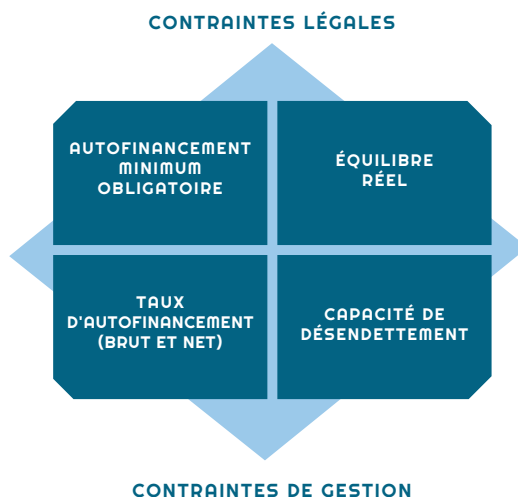 CONTRAINTES LÉGALES
AUTOFINANCEMENT
MINIMUM
OBLIGATOIRE
ÉQUILIBRE
RÉEL
TAUX
D'AUTOFINANCEMENT
(BRUT ET NET)
CAPACITÉ DE
DÉSENDETTEMENT
CONTRAINTES DE GESTION